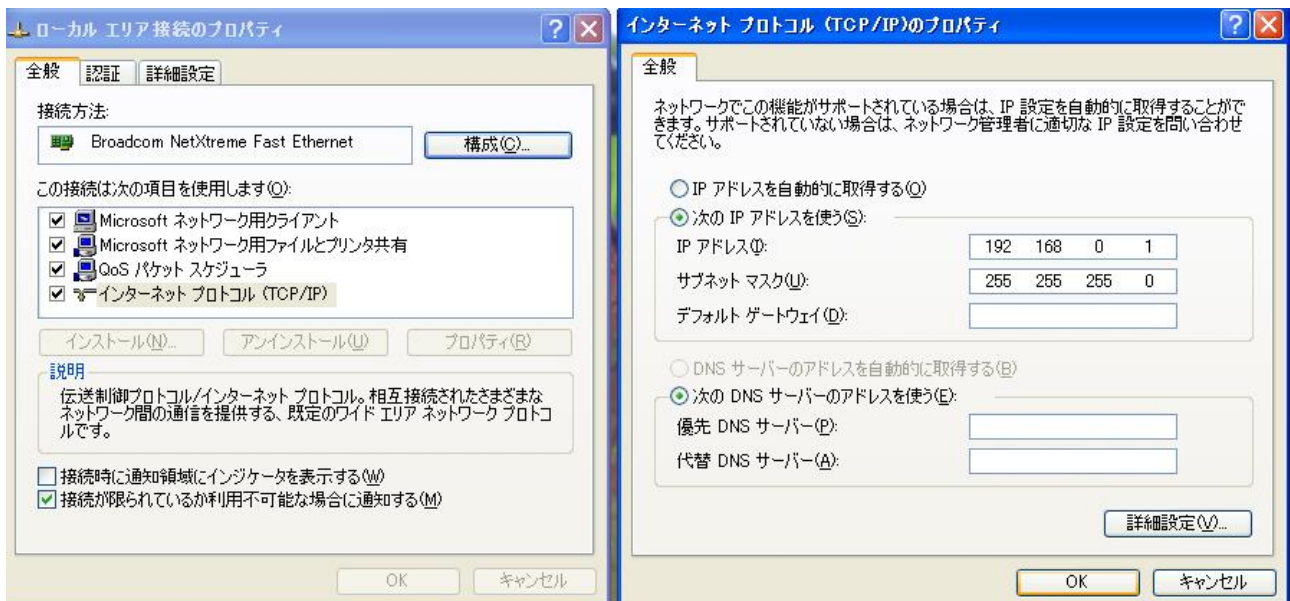 ローカル エリア接続のプロパティ
全般
認証
詳細設定
接続方法:
Broadcom NetXtreme Fast Ethernet
構成(C)...
この接続は次の項目を使用します(O):
Microsoft ネットワーク用クライアント
Microsoft ネットワーク用ファイルとプリンタ共有
QoS パケット スケジューラ
インターネット プロトコル (TCP/IP)
インストール(N)...
アンインストール(U)
プロパティ(R)
説明
伝送制御プロトコル/インターネット プロトコル。相互接続されたさまざまな
ネットワーク間の通信を提供する、既定のワイド エリア ネットワーク プロトコ
ルです。
接続時に通知領域にインジケータを表示する(W)
接続が限られているか利用不可能な場合に通知する(M)
OK
キャンセル
インターネット プロトコル (TCP/IP)のプロパティ
全般
ネットワークでこの機能がサポートされている場合は、IP 設定を自動的に取得することがで
きます。サポートされていない場合は、ネットワーク管理者に適切な IP 設定を問い合わせ
てください。
IP アドレスを自動的に取得する(O)
次の IP アドレスを使う(S):
IP アドレス(I):
192 168 0 1
サブネット マスク(U):
255 255 255 0
デフォルト ゲートウェイ(D):
DNS サーバーのアドレスを自動的に取得する(B)
次の DNS サーバーのアドレスを使う(E):
優先 DNS サーバー(P):
代替 DNS サーバー(A):
詳細設定(V)...
OK
キャンセル